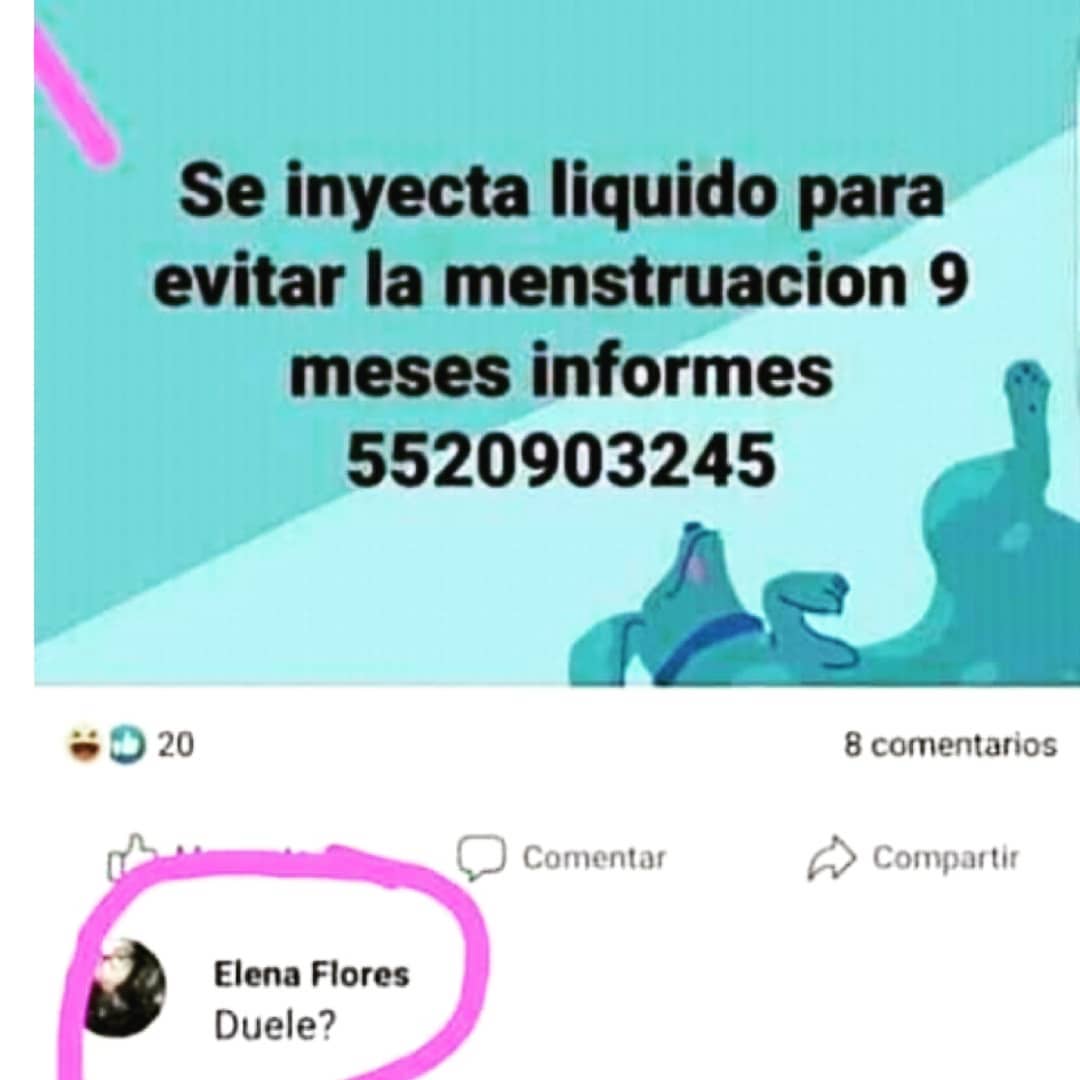 Se inyecta liquido para
evitar la menstruacion 9
meses informes
5520903245
20
8 comentarios
Comentar
Compartir
Elena Flores
Duele?